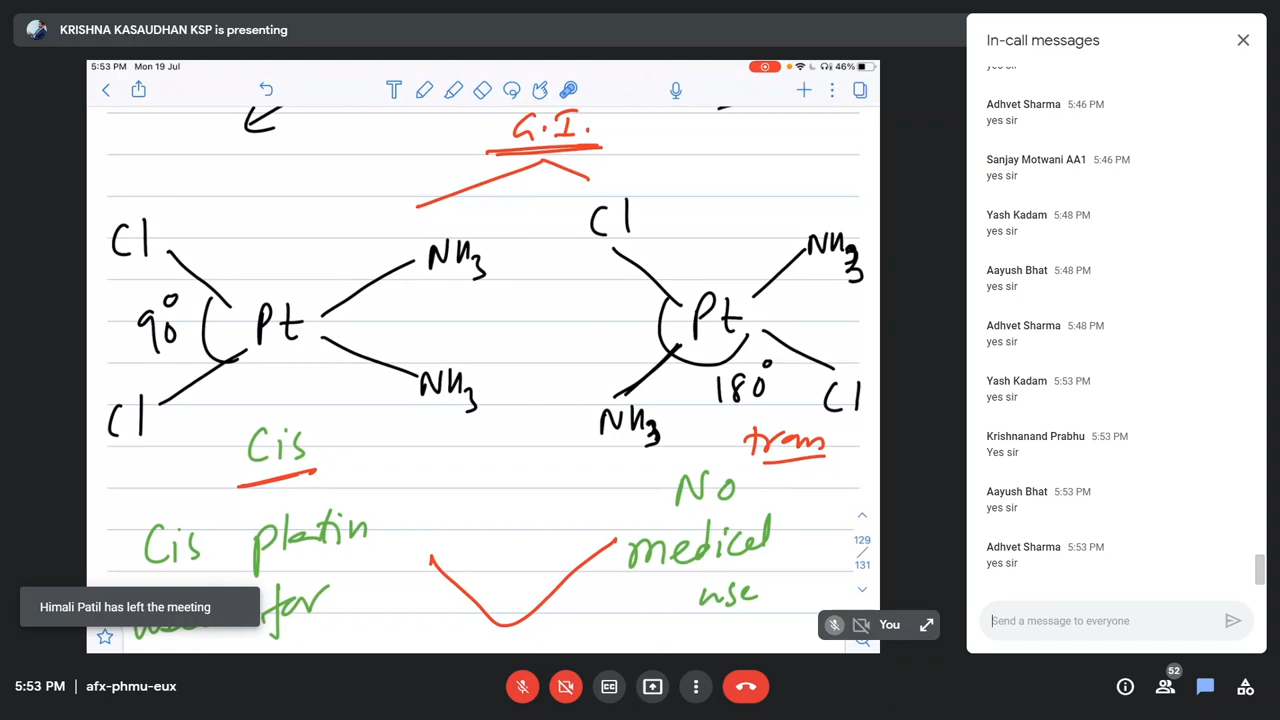 KRISHNA KASAUDHAN KSP is presenting
5:53 PM Mon 19 Jul
46%
G.I.
Cl
NH3
Pt
90°
Cl
NH3
Cis
Cis platin
for
Cl
NH3
Pt
180°
NH3
Cl
trans
No
medical
use
129
131
Himali Patil has left the meeting
You
5:53 PM | afx-phmu-eux
In-call messages
yes sir
Adhvet Sharma 5:46 PM
yes sir
Sanjay Motwani AA1 5:46 PM
yes sir
Yash Kadam 5:48 PM
yes sir
Aayush Bhat 5:48 PM
yes sir
Adhvet Sharma 5:48 PM
yes sir
Yash Kadam 5:53 PM
yes sir
Krishnanand Prabhu 5:53 PM
Yes sir
Aayush Bhat 5:53 PM
yes sir
Adhvet Sharma 5:53 PM
yes sir
Send a message to everyone
52